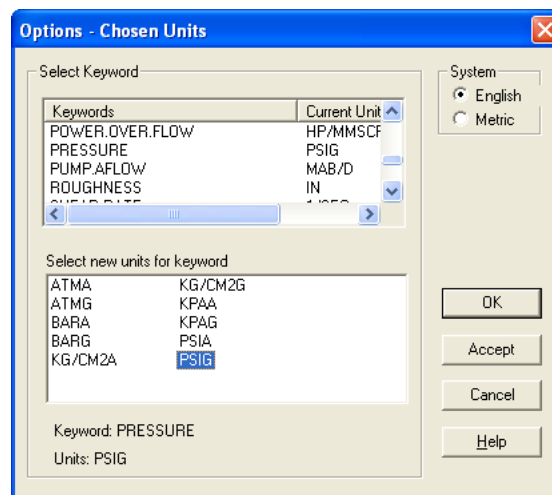 Options - Chosen Units
Select Keyword
System
English
Metric
Keywords Current Unit
POWER.OVER.FLOW HP/MMSCF
PRESSURE PSIG
PUMP.AFLOW MAB/D
ROUGHNESS IN
Select new units for keyword
ATMA KG/CM2G
ATMG KPAA
BARA KPAG
BARG PSIA
KG/CM2A PSIG
OK
Accept
Cancel
Help
Keyword: PRESSURE
Units: PSIG